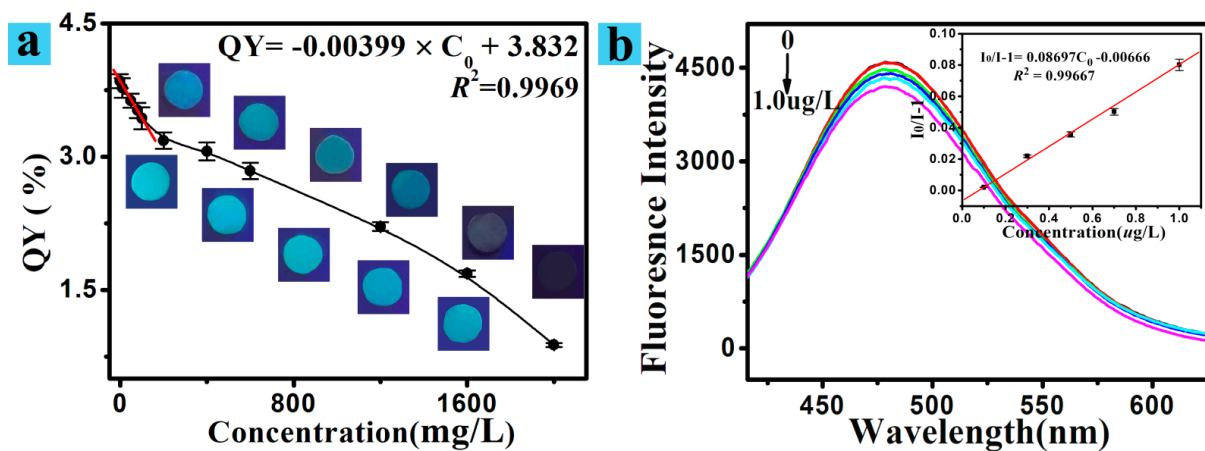 a
QY= -0.00399 × C0 + 3.832
R2=0.9969
QY ( %)
4.5
3.0
1.5
0
800
1600
Concentration(mg/L)
b
0
1.0ug/L
Fluoresnce Intensity
4500
3000
1500
0
450
500
550
600
Wavelength(nm)
I0/I-1= 0.08697C0 -0.00666
R2 = 0.99667
I0/I-1
0.10
0.08
0.06
0.04
0.02
0.00
0.0
0.2
0.4
0.6
0.8
1.0
Concentration(ug/L)